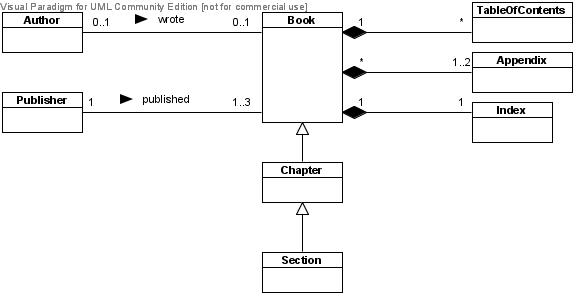 Visual Paradigm for UML Community Edition [not for commercial use]
Author
0..1
wrote
0..1
Book
1
*
TableOfContents
*
1..2
Appendix
Publisher
1
published
1..3
1
1
Index
Chapter
Section